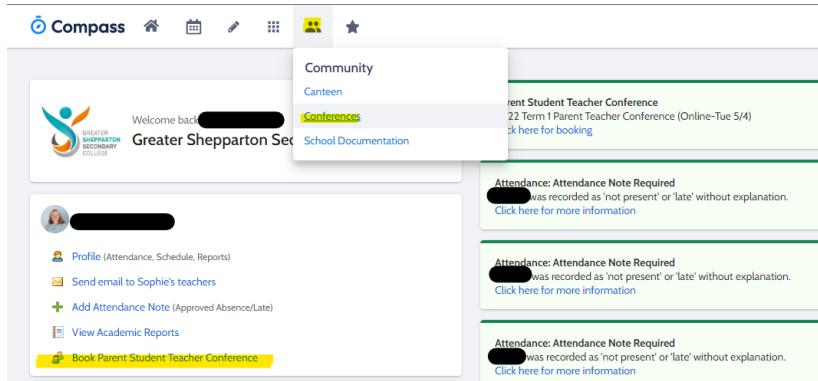 Compass
Community
Canteen
Conferences
School Documentation
GREATER
SHEPPARTON
SECONDARY
COLLEGE
Welcome back
Greater Shepparton Sec
Profile (Attendance, Schedule, Reports)
Send email to Sophie's teachers
Add Attendance Note (Approved Absence/Late)
View Academic Reports
Book Parent Student Teacher Conference
rent Student Teacher Conference
22 Term 1 Parent Teacher Conference (Online-Tue 5/4)
ck here for booking
Attendance: Attendance Note Required
was recorded as 'not present' or 'late' without explanation.
Click here for more information
Attendance: Attendance Note Required
was recorded as 'not present' or 'late' without explanation.
Click here for more information
Attendance: Attendance Note Required
was recorded as 'not present' or 'late' without explanation.
Click here for more information